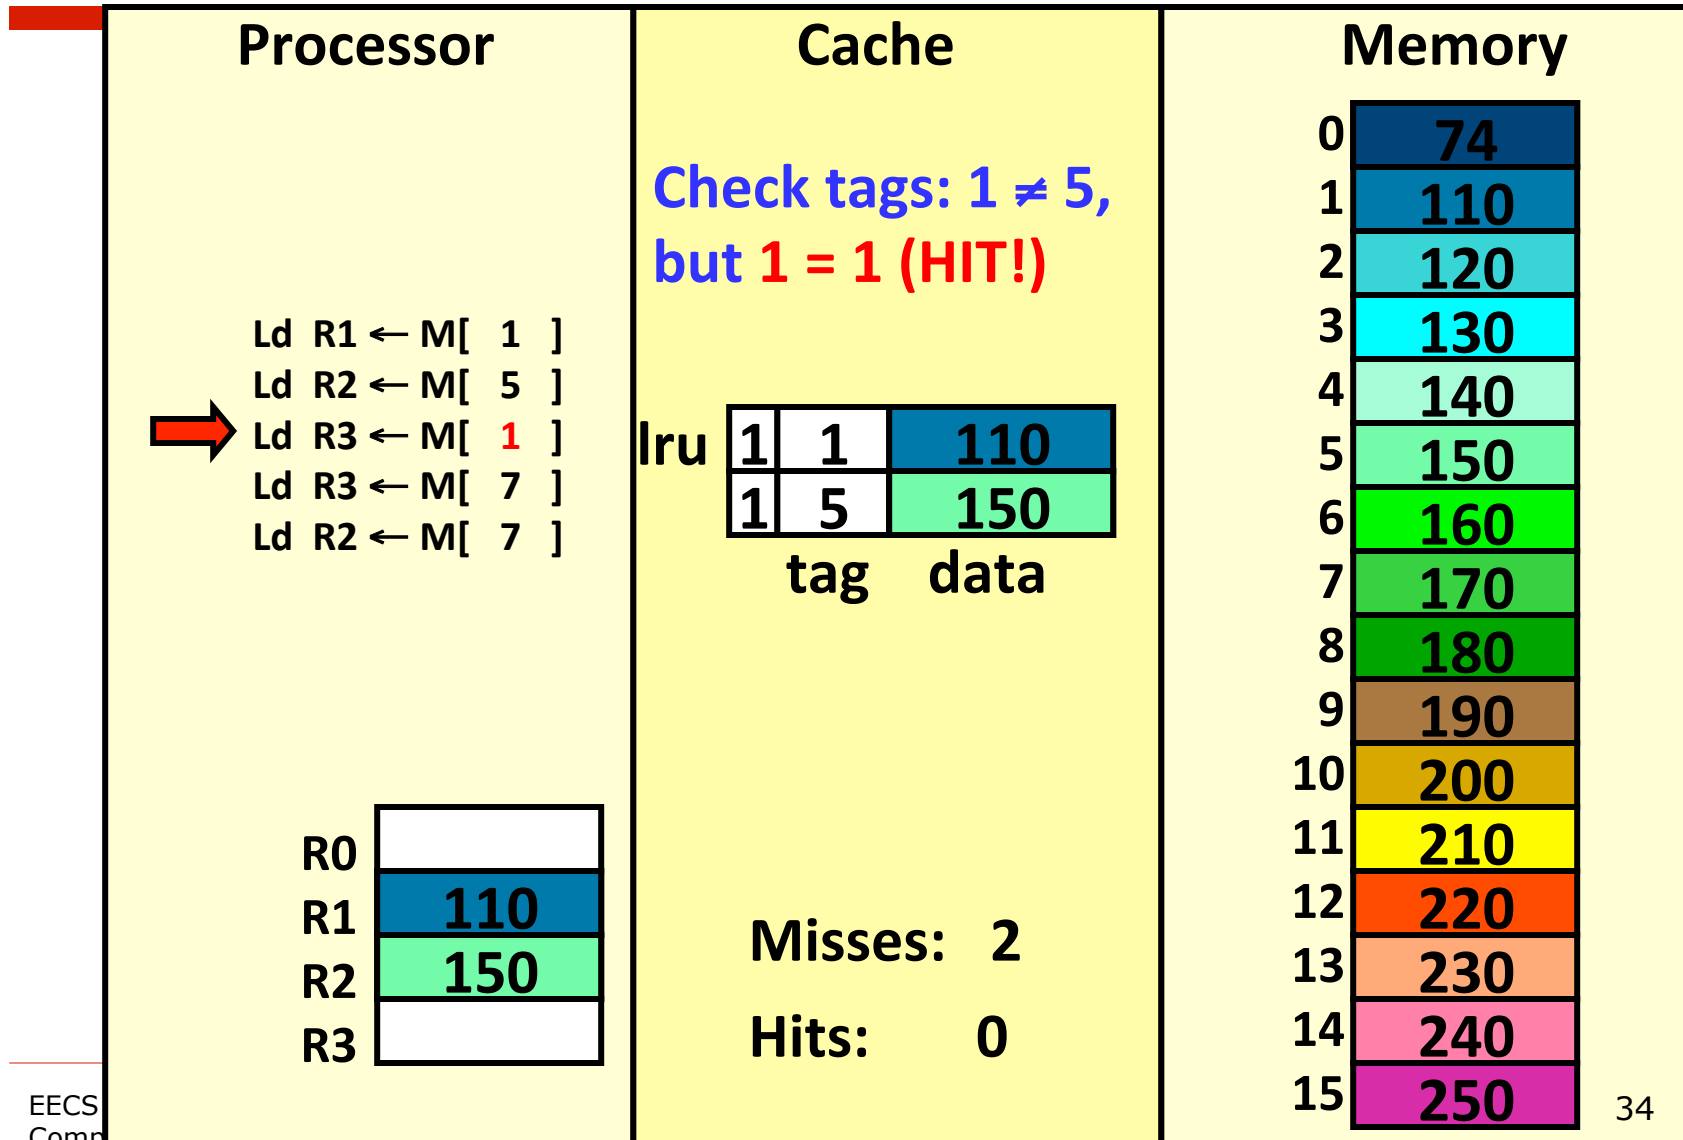 Processor
Ld R1 ← M[ 1 ]
Ld R2 ← M[ 5 ]
Ld R3 ← M[ 1 ]
Ld R3 ← M[ 7 ]
Ld R2 ← M[ 7 ]
R0
R1 110
R2 150
R3
Cache
Check tags: 1 ≠ 5,
but 1 = 1 (HIT!)
lru 1 1 110
1 5 150
tag data
Misses: 2
Hits: 0
Memory
0 74
1 110
2 120
3 130
4 140
5 150
6 160
7 170
8 180
9 190
10 200
11 210
12 220
13 230
14 240
15 250
EECS
34